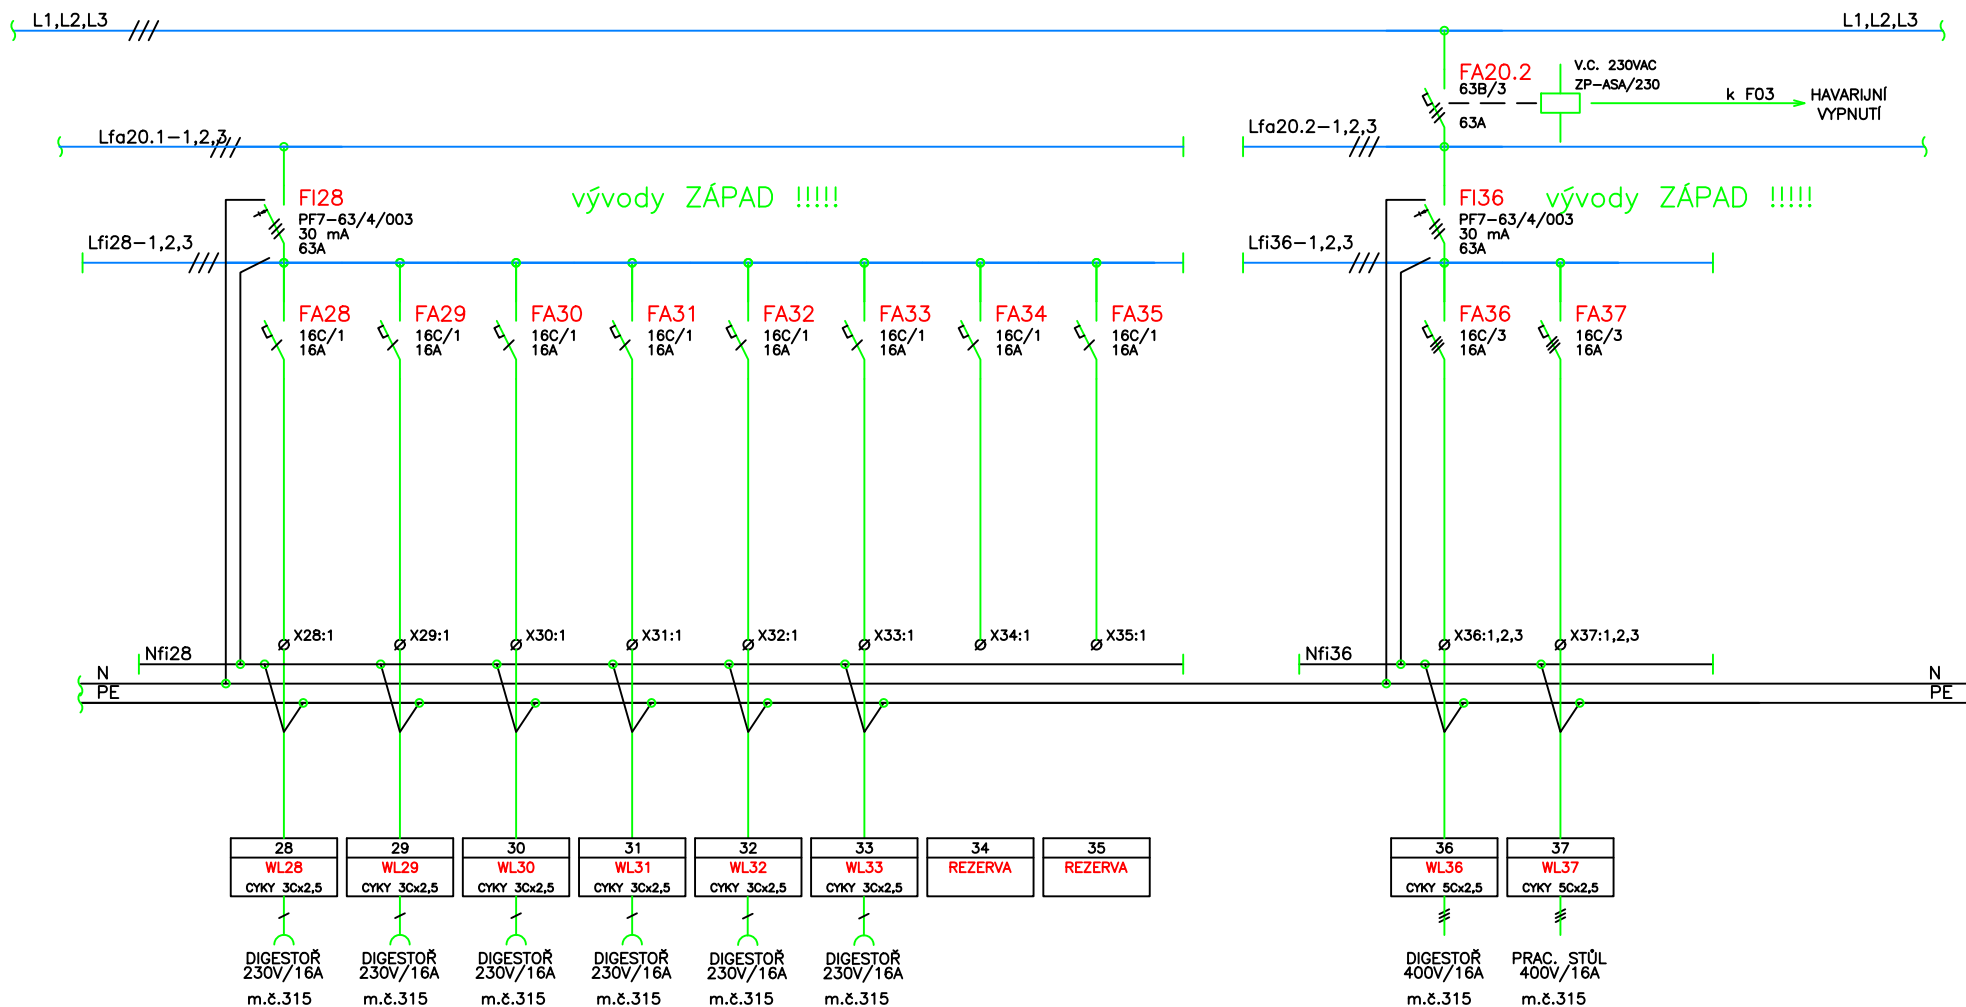 L1,L2,L3
L1,L2,L3
FA20.2
63B/3
63A
V.C. 230VAC
ZP-ASA/230
k F03
HAVARIJNÍ
VYPNUTÍ
Lfa20.1-1,2,3
Lfa20.2-1,2,3
vývody ZÁPAD !!!!!
vývody ZÁPAD !!!!!
FI28
PF7-63/4/003
30 mA
63A
FI36
PF7-63/4/003
30 mA
63A
Lfi28-1,2,3
Lfi36-1,2,3
FA28
16C/1
16A
FA29
16C/1
16A
FA30
16C/1
16A
FA31
16C/1
16A
FA32
16C/1
16A
FA33
16C/1
16A
FA34
16C/1
16A
FA35
16C/1
16A
FA36
16C/3
16A
FA37
16C/3
16A
X28:1
X29:1
X30:1
X31:1
X32:1
X33:1
X34:1
X35:1
X36:1,2,3
X37:1,2,3
Nfi28
Nfi36
N
PE
N
PE
28
WL28
CYKY 3Cx2,5
29
WL29
CYKY 3Cx2,5
30
WL30
CYKY 3Cx2,5
31
WL31
CYKY 3Cx2,5
32
WL32
CYKY 3Cx2,5
33
WL33
CYKY 3Cx2,5
34
REZERVA
35
REZERVA
36
WL36
CYKY 5Cx2,5
37
WL37
CYKY 5Cx2,5
DIGESTOŘ
230V/16A
m.č.315
DIGESTOŘ
230V/16A
m.č.315
DIGESTOŘ
230V/16A
m.č.315
DIGESTOŘ
230V/16A
m.č.315
DIGESTOŘ
230V/16A
m.č.315
DIGESTOŘ
230V/16A
m.č.315
DIGESTOŘ
400V/16A
m.č.315
PRAC. STŮL
400V/16A
m.č.315